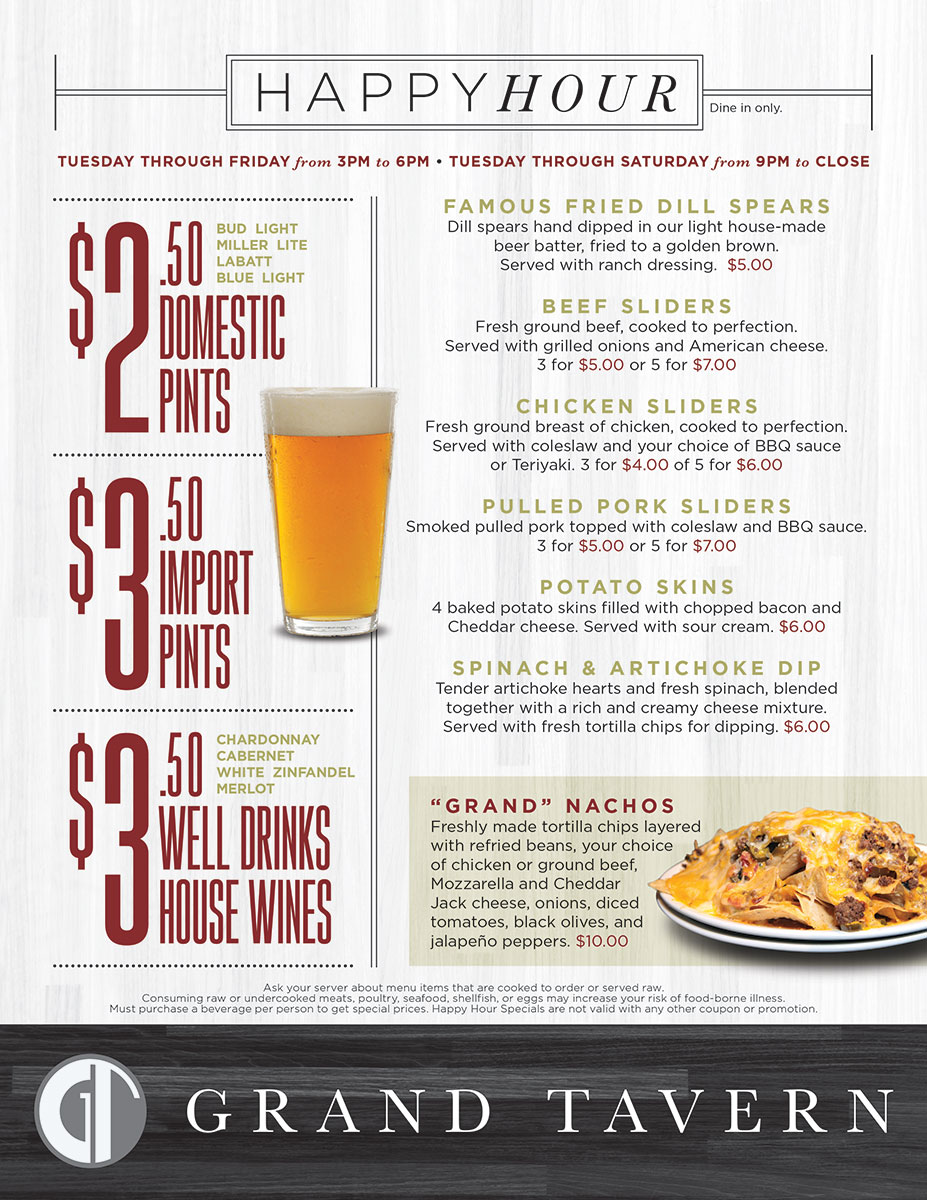 HAPPY HOUR
Dine in only.
TUESDAY THROUGH FRIDAY from 3PM to 6PM • TUESDAY THROUGH SATURDAY from 9PM to CLOSE
$2.50
BUD LIGHT
MILLER LITE
LABATT
BLUE LIGHT
DOMESTIC
PINTS
$3.50
IMPORT
PINTS
$3.50
CHARDONNAY
CABERNET
WHITE ZINFANDEL
MERLOT
WELL DRINKS
HOUSE WINES
FAMOUS FRIED DILL SPEARS
Dill spears hand dipped in our light house-made
beer batter, fried to a golden brown.
Served with ranch dressing. $5.00
BEEF SLIDERS
Fresh ground beef, cooked to perfection.
Served with grilled onions and American cheese.
3 for $5.00 or 5 for $7.00
CHICKEN SLIDERS
Fresh ground breast of chicken, cooked to perfection.
Served with coleslaw and your choice of BBQ sauce
or Teriyaki. 3 for $4.00 of 5 for $6.00
PULLED PORK SLIDERS
Smoked pulled pork topped with coleslaw and BBQ sauce.
3 for $5.00 or 5 for $7.00
POTATO SKINS
4 baked potato skins filled with chopped bacon and
Cheddar cheese. Served with sour cream. $6.00
SPINACH & ARTICHOKE DIP
Tender artichoke hearts and fresh spinach, blended
together with a rich and creamy cheese mixture.
Served with fresh tortilla chips for dipping. $6.00
“GRAND” NACHOS
Freshly made tortilla chips layered
with refried beans, your choice
of chicken or ground beef,
Mozzarella and Cheddar
Jack cheese, onions, diced
tomatoes, black olives, and
jalapeño peppers. $10.00
Ask your server about menu items that are cooked to order or served raw.
Consuming raw or undercooked meats, poultry, seafood, shellfish, or eggs may increase your risk of food-borne illness.
Must purchase a beverage per person to get special prices. Happy Hour Specials are not valid with any other coupon or promotion.
GT
GRAND TAVERN